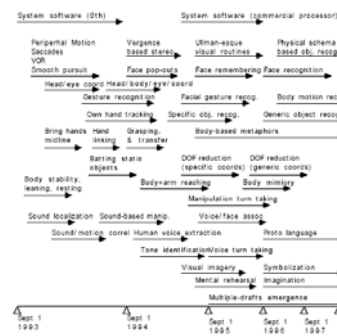 System software (0th)
System software (commercial processor)
Peripherhal Motion
Saccades
VOR
Smooth pursuit
Vergence
based stereo
Ullman-esque
visual routines
Physical schema
based obj. recog
Face pop-outs
Face remembering
Face recognition
Head/eye coord
Head/body/eye/coord
Gesture recognition
Facial gesture recog.
Body motion rec
Own hand tracking
Specific obj. recog.
Generic object reco
Bring hands
midline
Hand
linking
Grasping,
& transfer
Body-based metaphors
Batting static
objects
DOF reduction
(specific coords)
DOF reduction
(generic coords)
Body stability,
leaning, resting
Body+arm reaching
Body mimicry
Manipulation turn taking
Sound localization
Sound-based manip.
Voice/face assoc
Sound/motion correl
Human voice extraction
Proto language
Tone identification
Voice turn taking
Visual imagery
Symbolization
Mental rehearsal
Imagination
Multiple-drafts emergence
Sept 1
1993
Sept 1
1994
Sept 1
1995
Sept 1
1996
Sept 1
1997